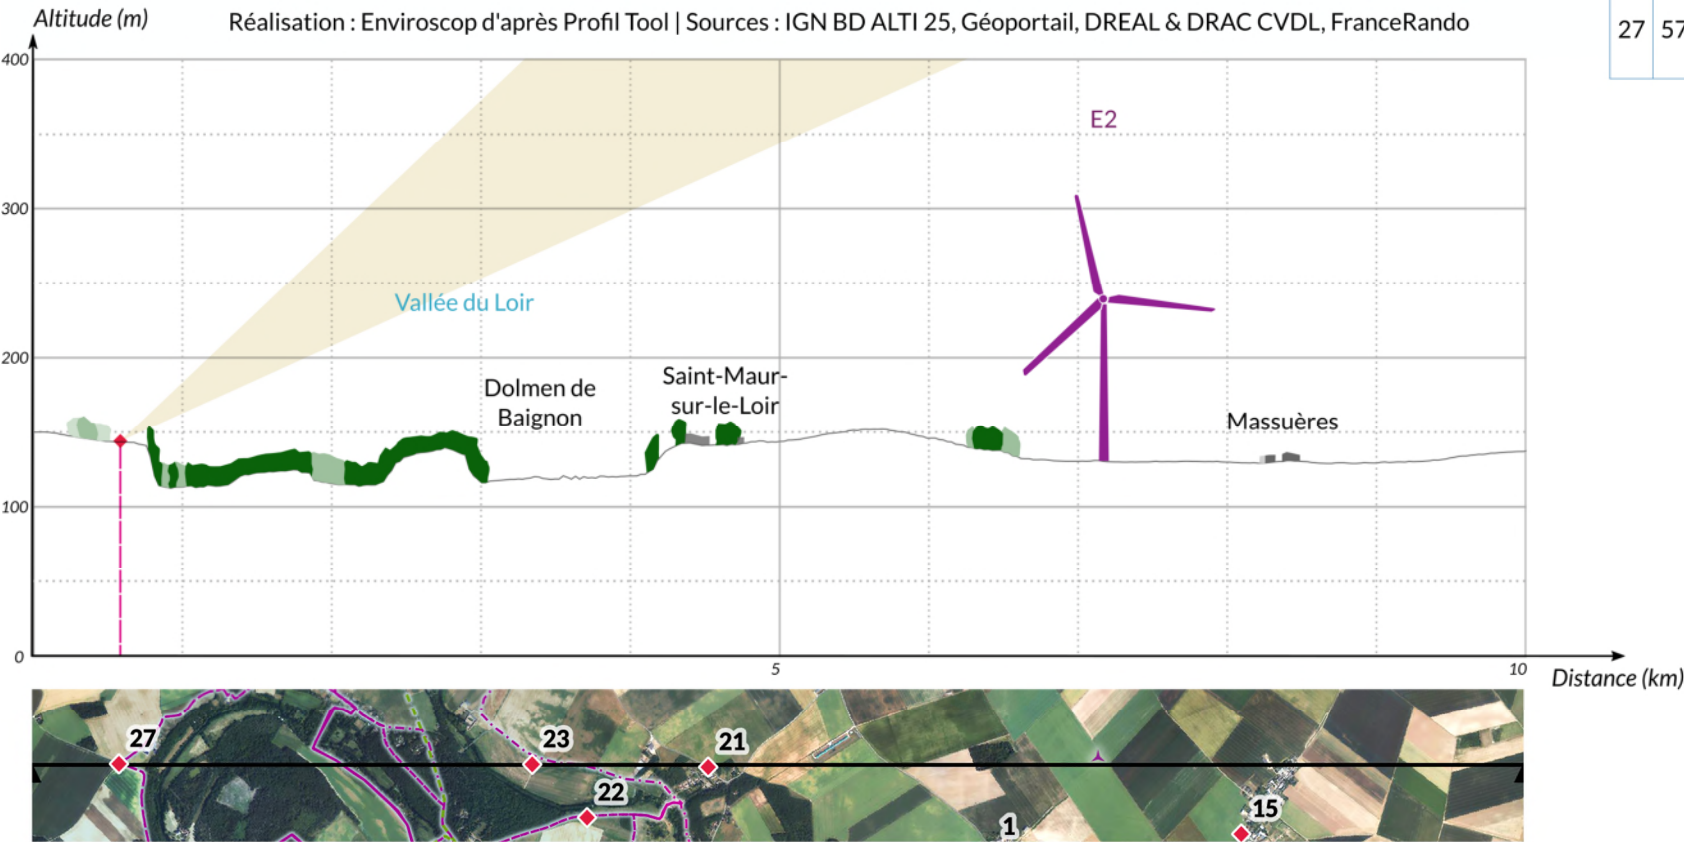 Altitude (m)
Réalisation : Enviroscop d'après Profil Tool | Sources : IGN BD ALTI 25, Géoportail, DREAL & DRAC CVDL, FranceRando
27 57
400
E2
300
Vallée du Loir
200
Dolmen de
Baignon
Saint-Maur-
sur-le-Loir
Massuères
100
0
5
10
Distance (km)
27
23
21
22
15
1